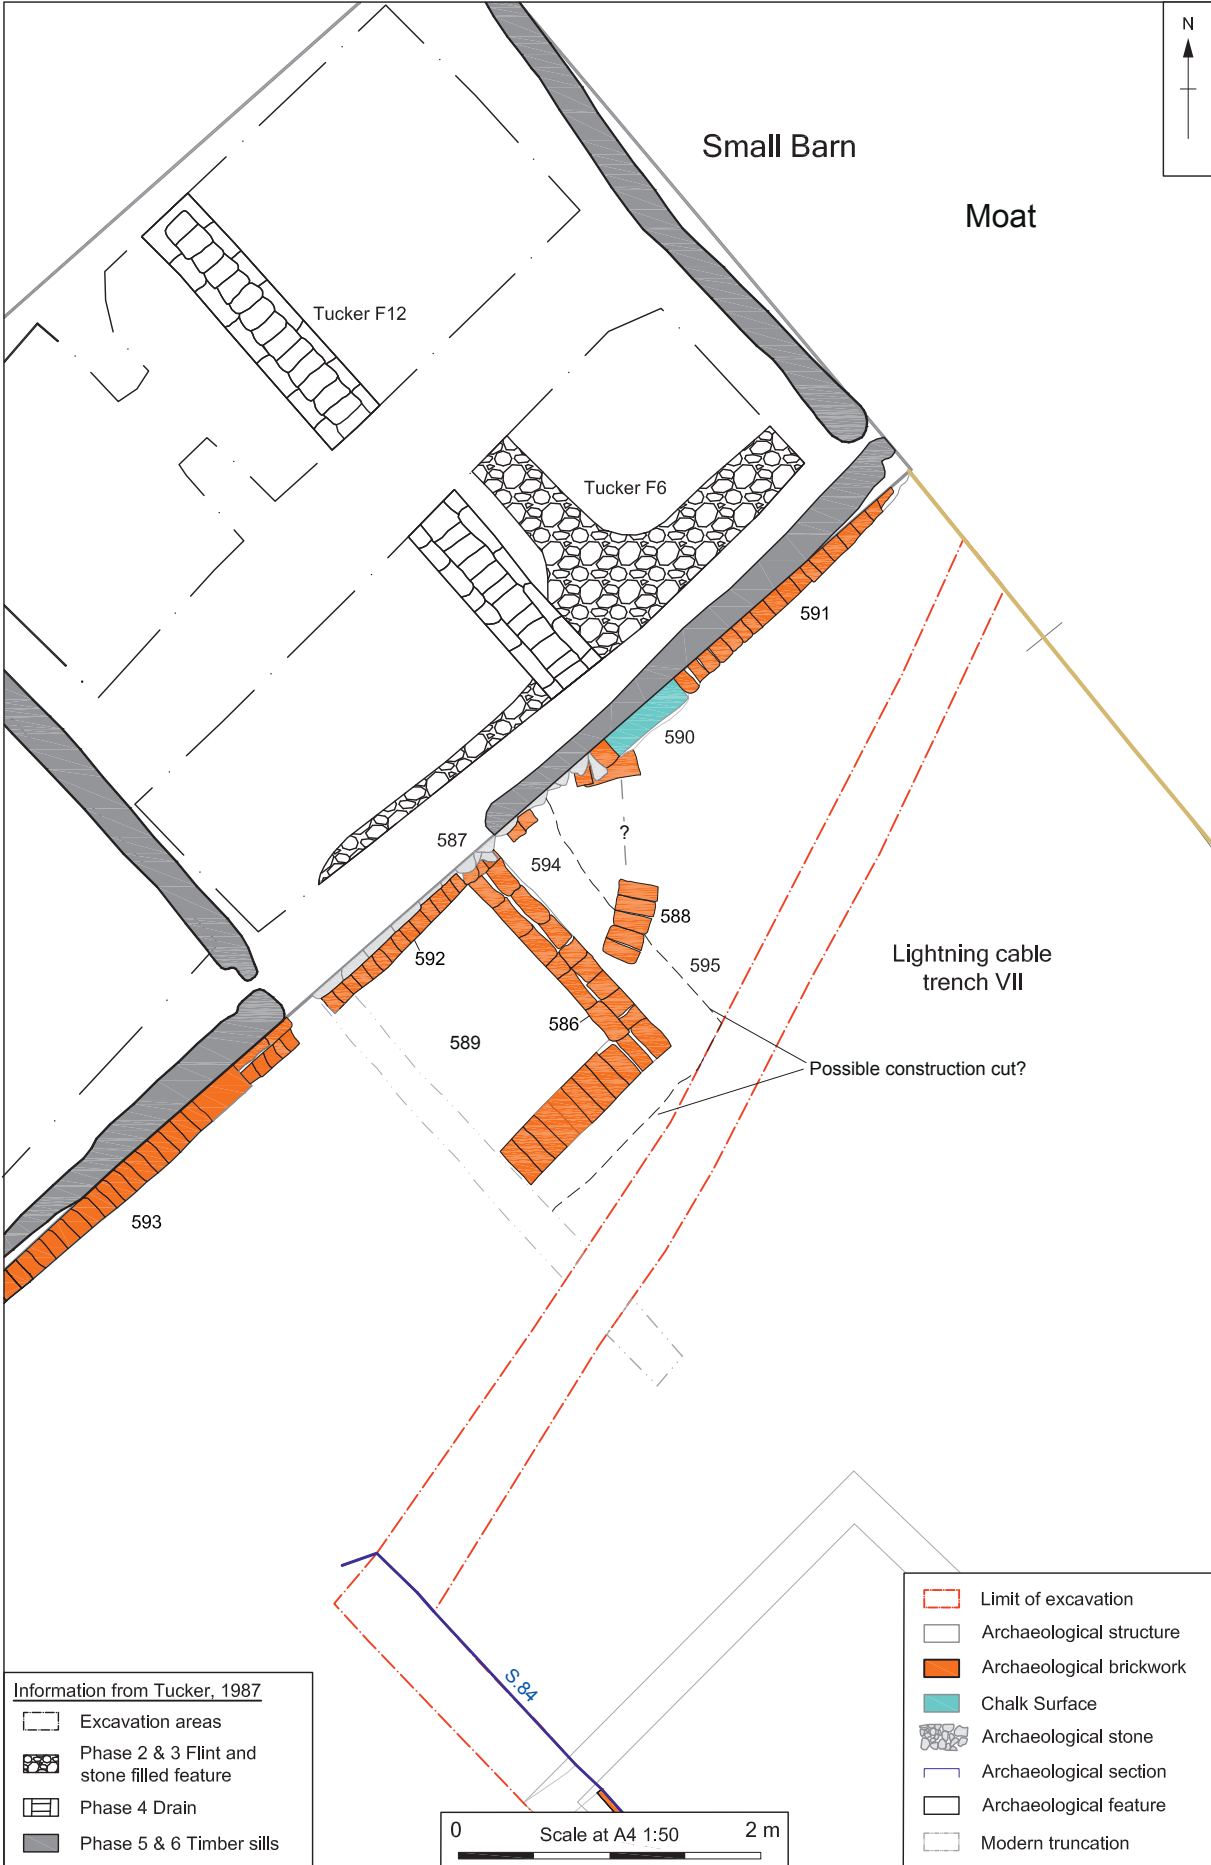 N
Small Barn
Moat
Tucker F12
Tucker F6
591
590
?
587
594
588
592
595
Lightning cable
trench VII
586
589
Possible construction cut?
593
S.84
Information from Tucker, 1987
Excavation areas
Phase 2 & 3 Flint and
stone filled feature
Phase 4 Drain
Phase 5 & 6 Timber sills
0 2 m
Scale at A4 1:50
Limit of excavation
Archaeological structure
Archaeological brickwork
Chalk Surface
Archaeological stone
Archaeological section
Archaeological feature
Modern truncation